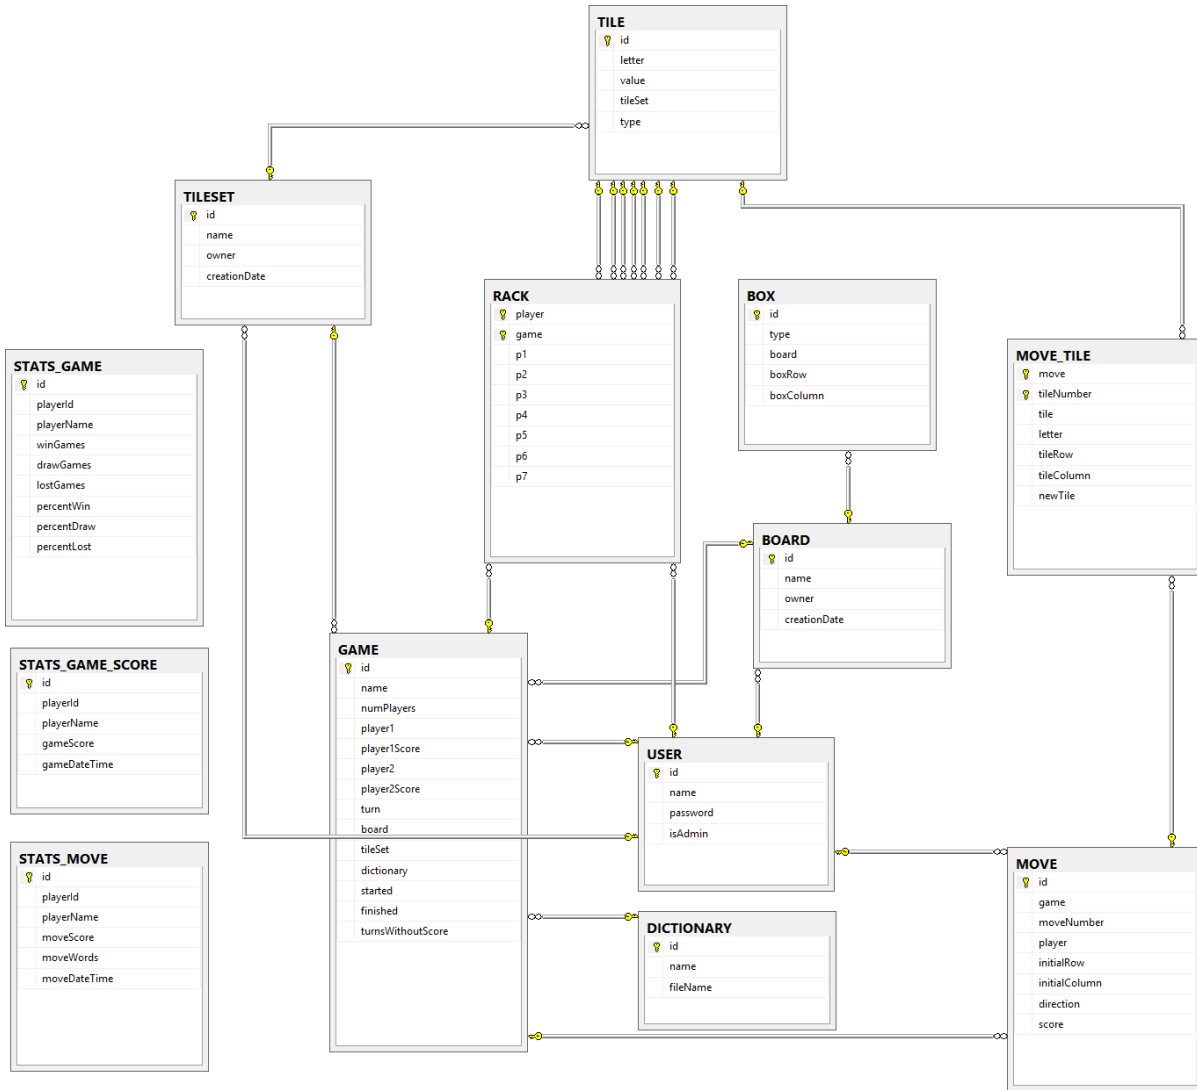 TILE
id
letter
value
tileSet
type
TILESET
id
name
owner
creationDate
RACK
player
game
p1
p2
p3
p4
p5
p6
p7
BOX
id
type
board
boxRow
boxColumn
MOVE_TILE
move
tileNumber
tile
letter
tileRow
tileColumn
newTile
STATS_GAME
id
playerId
playerName
winGames
drawGames
lostGames
percentWin
percentDraw
percentLost
BOARD
id
name
owner
creationDate
GAME
id
name
numPlayers
player1
player1Score
player2
player2Score
turn
board
tileSet
dictionary
started
finished
turnsWithoutScore
STATS_GAME_SCORE
id
playerId
playerName
gameScore
gameDateTime
USER
id
name
password
isAdmin
STATS_MOVE
id
playerId
playerName
moveScore
moveWords
moveDateTime
DICTIONARY
id
name
fileName
MOVE
id
game
moveNumber
player
initialRow
initialColumn
direction
score